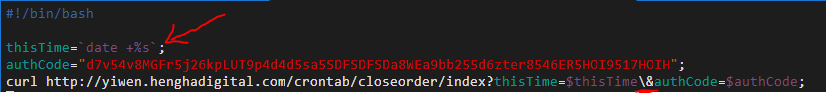 #!/bin/bash
thisTime=`date +%s`;
authCode="d7v54v8MGFr5j26kpLUT9p4d4d5sa5SDFSDFSDa8WEa9bb255d6zter8546ER5HOI9517HOIH";
curl http://yiwen.henghadigital.com/crontab/closeorder/index?thisTime=$thisTime\&authCode=$authCode;